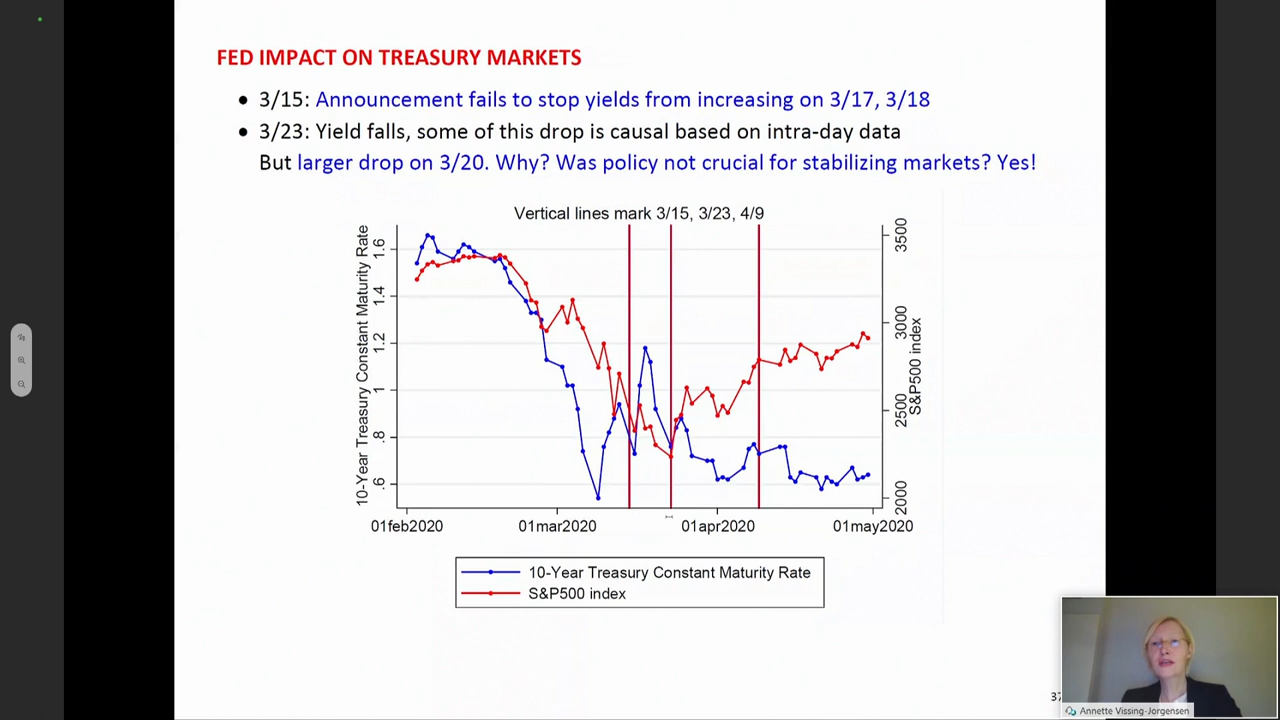 FED IMPACT ON TREASURY MARKETS
• 3/15: Announcement fails to stop yields from increasing on 3/17, 3/18
• 3/23: Yield falls, some of this drop is causal based on intra-day data
But larger drop on 3/20. Why? Was policy not crucial for stabilizing markets? Yes!
Vertical lines mark 3/15, 3/23, 4/9
10-Year Treasury Constant Maturity Rate
1.6
1.4
1.2
1
.8
.6
3500
3000
2500
2000
S&P500 index
01feb2020
01mar2020
01apr2020
01may2020
10-Year Treasury Constant Maturity Rate
S&P500 index
37
Annette Vissing-Jorgensen